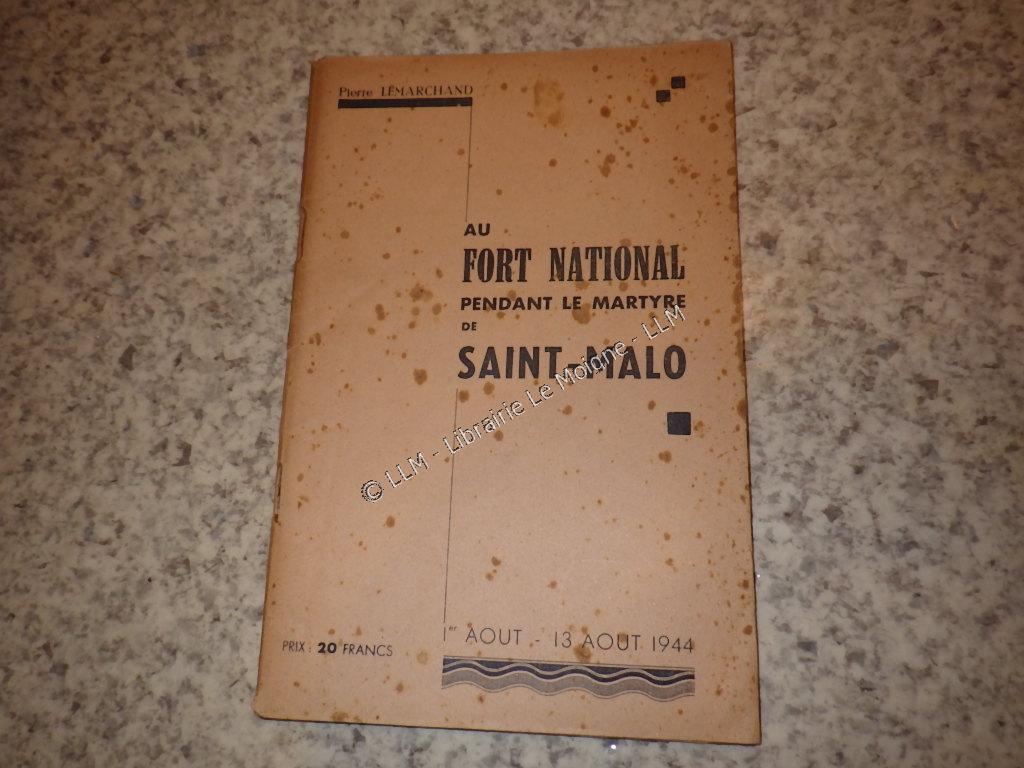 Pierre LEMARCHAND
AU
FORT NATIONAL
PENDANT LE MARTYRE
DE
SAINT-MALO
© LLM - Librairie Le Moigne - LLM
1er AOUT - 13 AOUT 1944
PRIX : 20 FRANCS